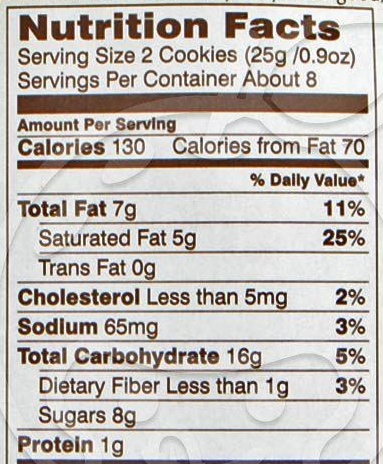 Nutrition Facts
Serving Size 2 Cookies (25g /0.9oz)
Servings Per Container About 8
Amount Per Serving
Calories 130 Calories from Fat 70
% Daily Value*
Total Fat 7g 11%
Saturated Fat 5g 25%
Trans Fat 0g
Cholesterol Less than 5mg 2%
Sodium 65mg 3%
Total Carbohydrate 16g 5%
Dietary Fiber Less than 1g 3%
Sugars 8g
Protein 1g